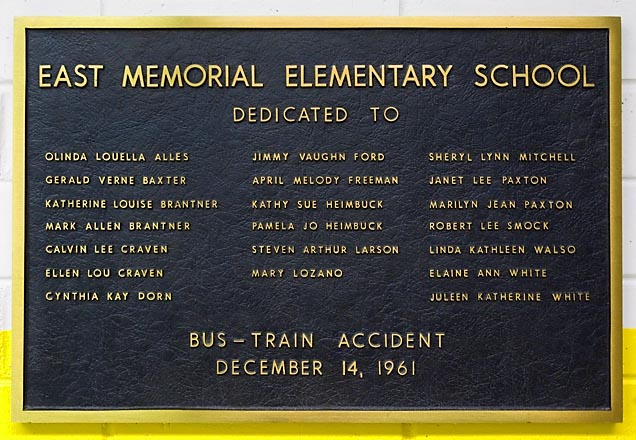 EAST MEMORIAL ELEMENTARY SCHOOL
DEDICATED TO
OLINDA LOUELLA ALLES
GERALD VERNE BAXTER
KATHERINE LOUISE BRANTNER
MARK ALLEN BRANTNER
CALVIN LEE CRAVEN
ELLEN LOU CRAVEN
CYNTHIA KAY DORN
JIMMY VAUGHN FORD
APRIL MELODY FREEMAN
KATHY SUE HEIMBUCK
PAMELA JO HEIMBUCK
STEVEN ARTHUR LARSON
MARY LOZANO
SHERYL LYNN MITCHELL
JANET LEE PAXTON
MARILYN JEAN PAXTON
ROBERT LEE SMOCK
LINDA KATHLEEN WALSO
ELAINE ANN WHITE
JULEEN KATHERINE WHITE
BUS – TRAIN ACCIDENT
DECEMBER 14, 1961